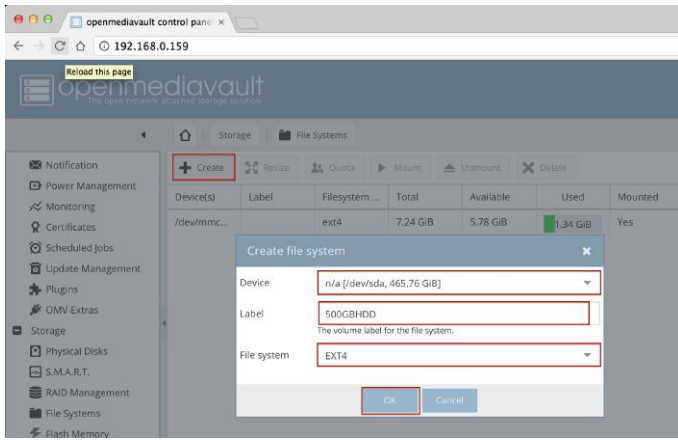 openmediavault control pane ×
192.168.0.159
Reload this page
openmediavault
The open network attached storage solution
Storage
File Systems
Notification
Power Management
Monitoring
Certificates
Scheduled Jobs
Update Management
Plugins
OMV-Extras
Storage
Physical Disks
S.M.A.R.T.
RAID Management
File Systems
Flash Memory
Create Resize Quota Mount Unmount Delete
Device(s) Label Filesystem ... Total Available Used Mounted
/dev/mmc... ext4 7.24 GiB 5.78 GiB 1.34 GiB Yes
Create file system
Device n/a [/dev/sda, 465.76 GiB]
Label 500GBHDD
The volume label for the file system.
File system EXT4
OK Cancel